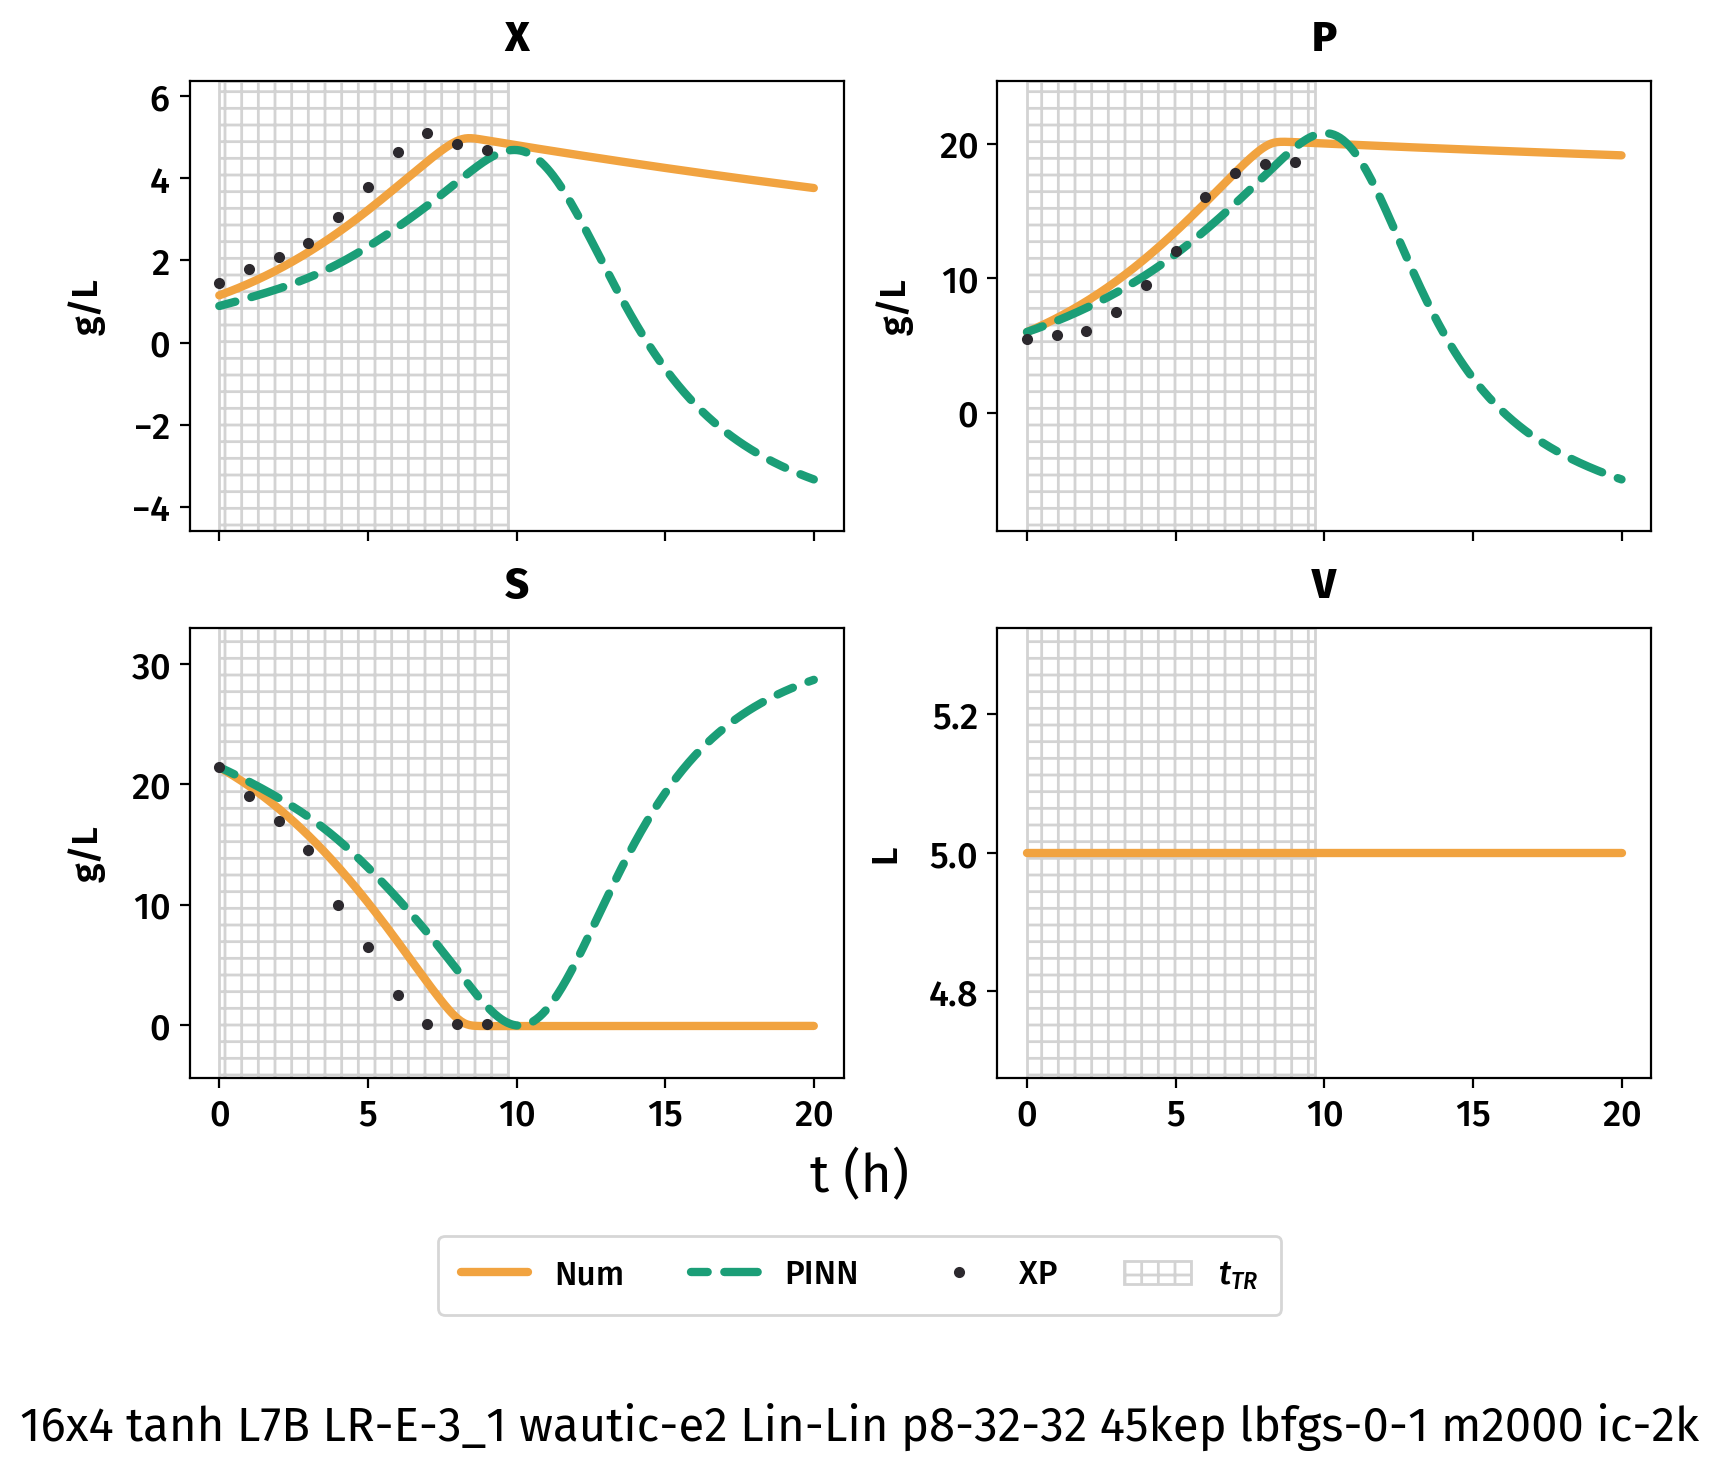 X
P
6
4
2
0
−2
−4
g/L
20
10
0
g/L
S
V
30
20
10
0
g/L
5.2
5.0
4.8
L
0 5 10 15 20
0 5 10 15 20
t (h)
Num PINN XP tTR
16x4 tanh L7B LR-E-3_1 wautic-e2 Lin-Lin p8-32-32 45kep lbfgs-0-1 m2000 ic-2k